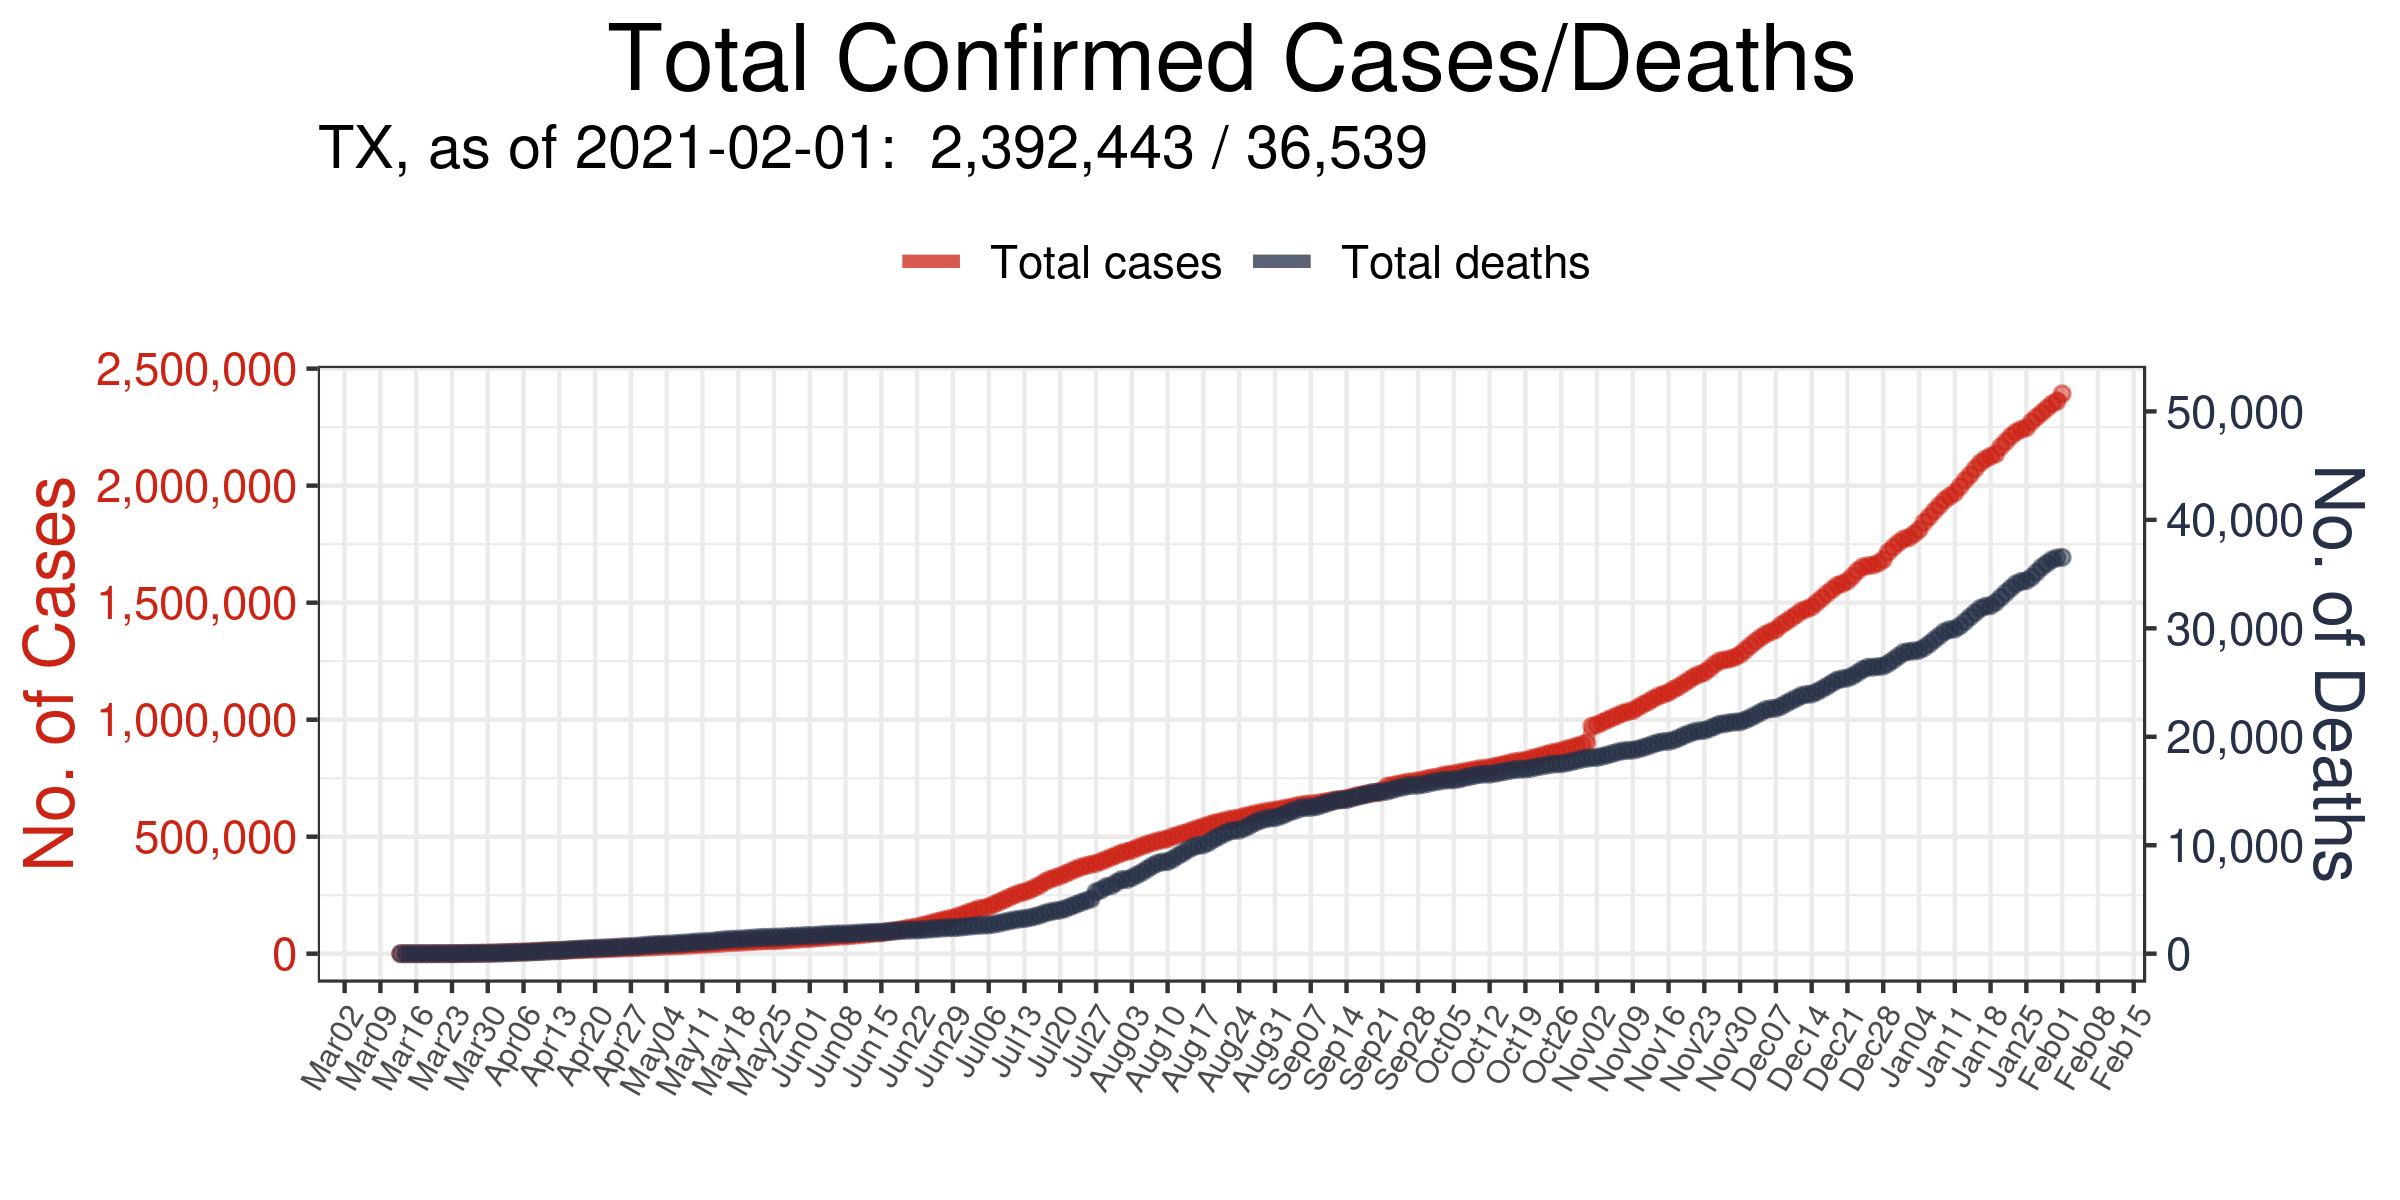 Total Confirmed Cases/Deaths
TX, as of 2021-02-01:  2,392,443 / 36,539
Total cases
Total deaths
No. of Cases
2,500,000
2,000,000
1,500,000
1,000,000
500,000
0
50,000
40,000
30,000
20,000
10,000
0
No. of Deaths
Mar02
Mar09
Mar16
Mar23
Mar30
Apr06
Apr13
Apr20
Apr27
May04
May11
May18
May25
Jun01
Jun08
Jun15
Jun22
Jun29
Jul06
Jul13
Jul20
Jul27
Aug03
Aug10
Aug17
Aug24
Aug31
Sep07
Sep14
Sep21
Sep28
Oct05
Oct12
Oct19
Oct26
Nov02
Nov09
Nov16
Nov23
Nov30
Dec07
Dec14
Dec21
Dec28
Dec04
Jan11
Jan18
Jan25
Feb01
Feb08
Feb15